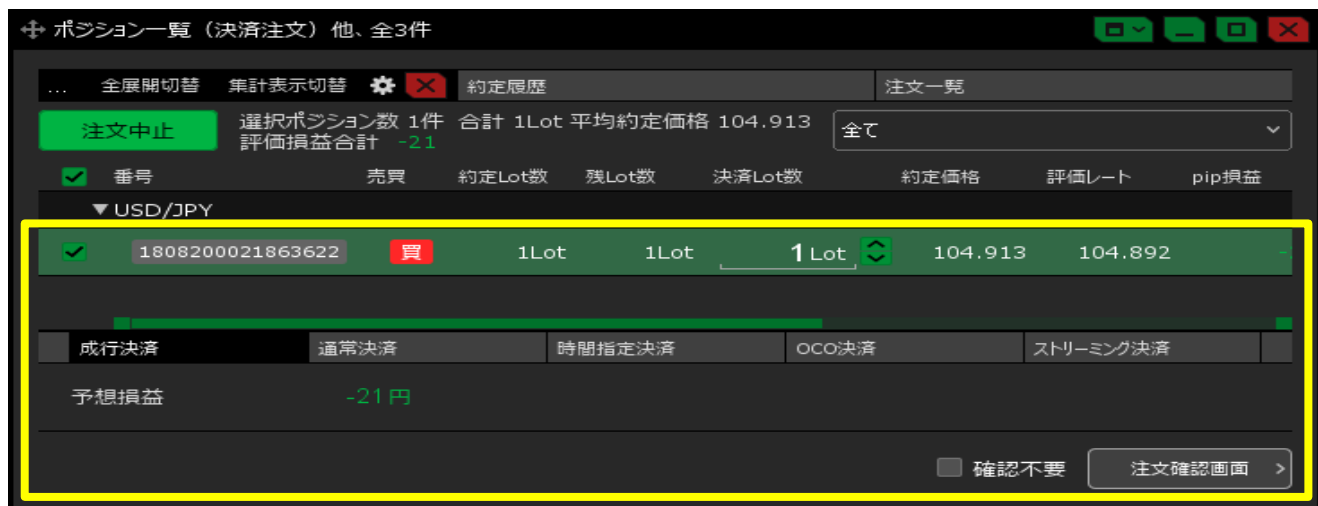 ポジション一覧（決済注文）他、全3件
... 全展開切替 集計表示切替 約定履歴 注文一覧
注文中止 選択ポジション数 1件 合計 1Lot 平均約定価格 104.913 全て
評価損益合計 -21
番号 売買 約定Lot数 残Lot数 決済Lot数 約定価格 評価レート pip損益
▼USD/JPY
1808200021863622 買 1Lot 1Lot 1 Lot 104.913 104.892
成行決済 通常決済 時間指定決済 OCO決済 ストリーミング決済
予想損益 -21円
確認不要 注文確認画面 >